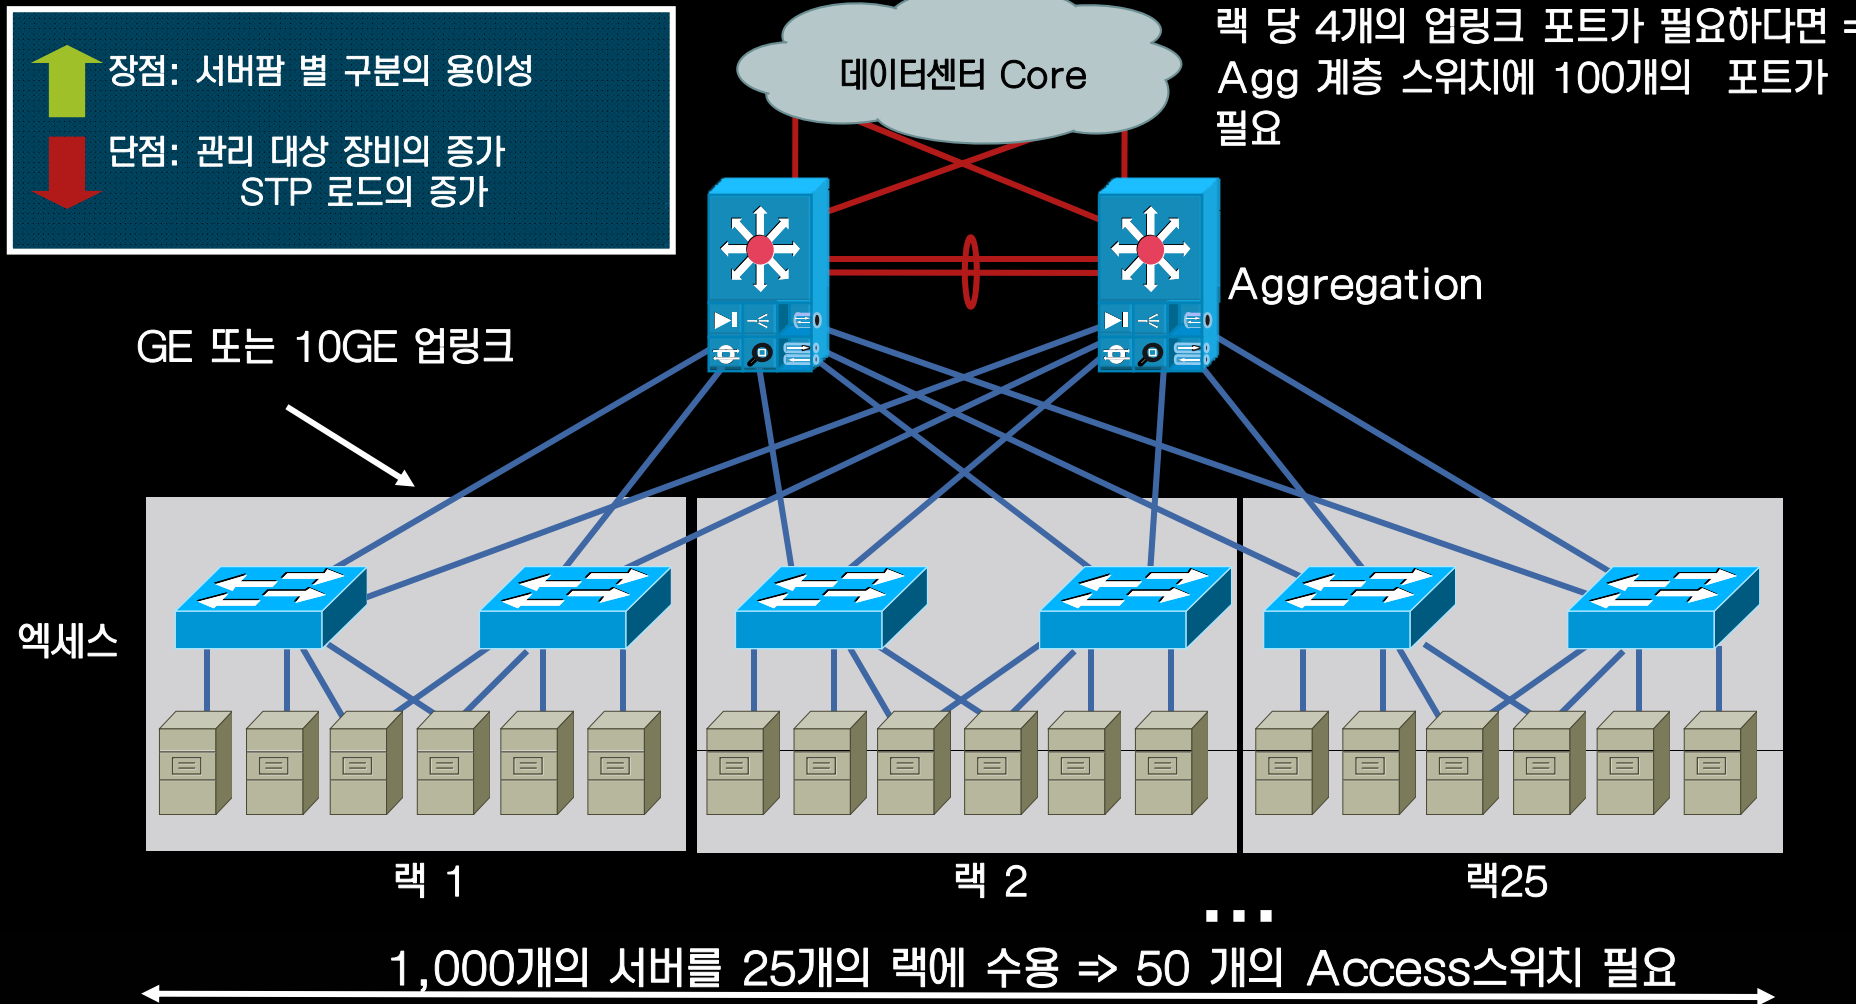 장점: 서버팜 별 구분의 용이성
단점: 관리 대상 장비의 증가
STP 로드의 증가
데이터센터 Core
랙 당 4개의 업링크 포트가 필요하다면 =
Agg 계층 스위치에 100개의 포트가
필요
Aggregation
GE 또는 10GE 업링크
엑세스
랙 1
랙 2
랙25
...
1,000개의 서버를 25개의 랙에 수용 => 50 개의 Access스위치 필요